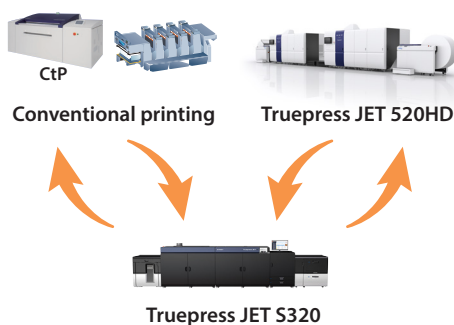 CtP
Conventional printing
Truepress JET 520HD
Truepress JET S320